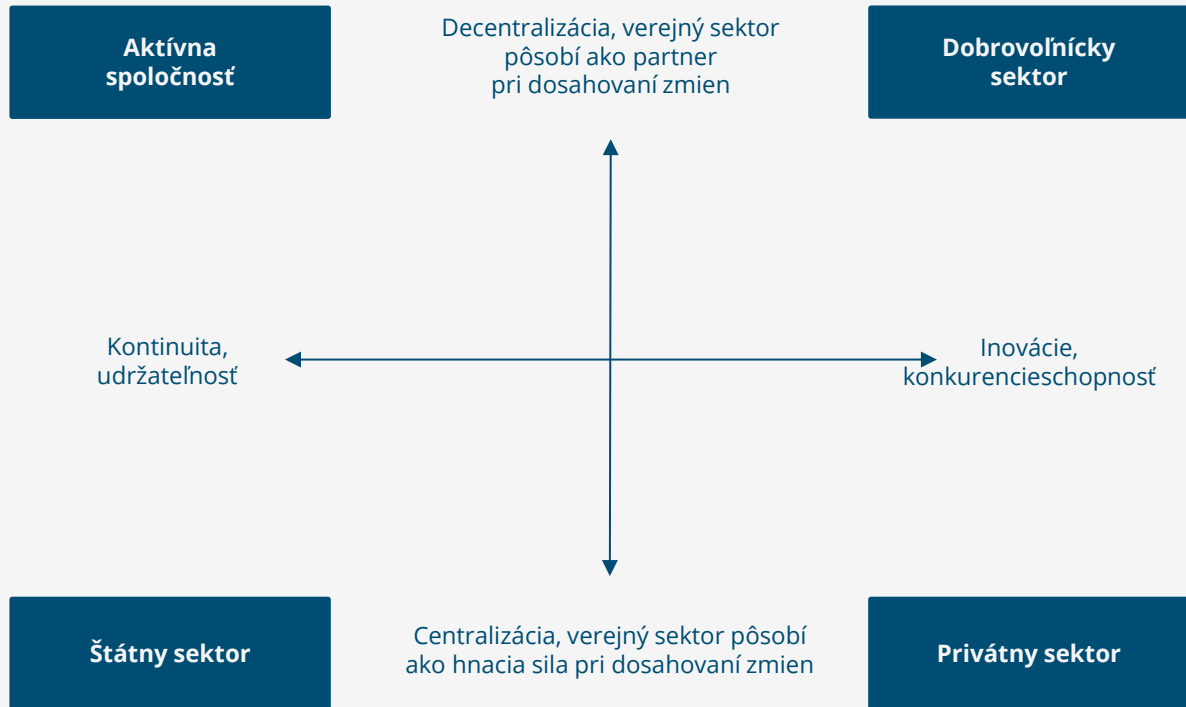 Aktívna
spoločnosť
Decentralizácia, verejný sektor
pôsobí ako partner
pri dosahovaní zmien
Dobrovoľnícky
sektor
Kontinuita,
udržateľnosť
Inovácie,
konkurencieschopnosť
Štátny sektor
Centralizácia, verejný sektor pôsobí
ako hnacia sila pri dosahovaní zmien
Privátny sektor